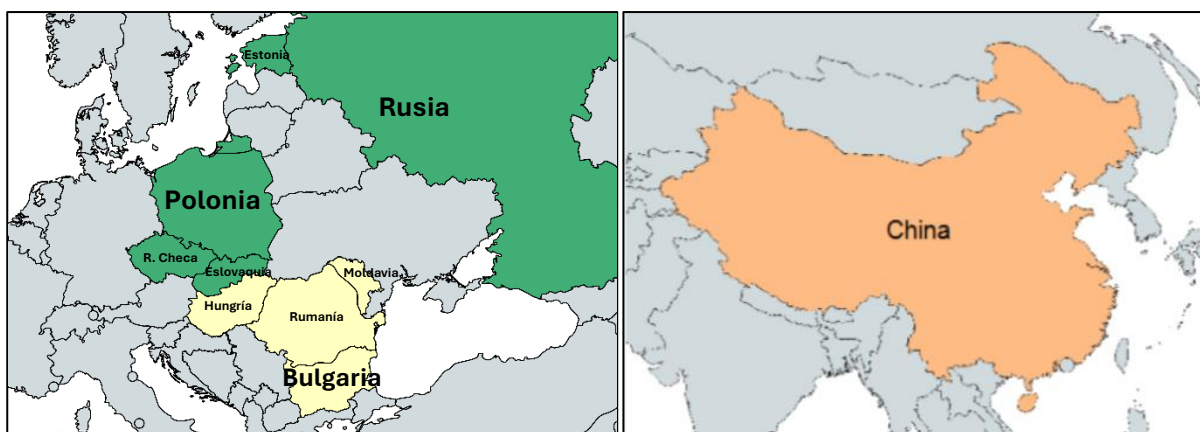 Estonia
Rusia
Polonia
R. Checa
Eslovaquia
Moldavia
Hungría
Rumanía
Bulgaria
China